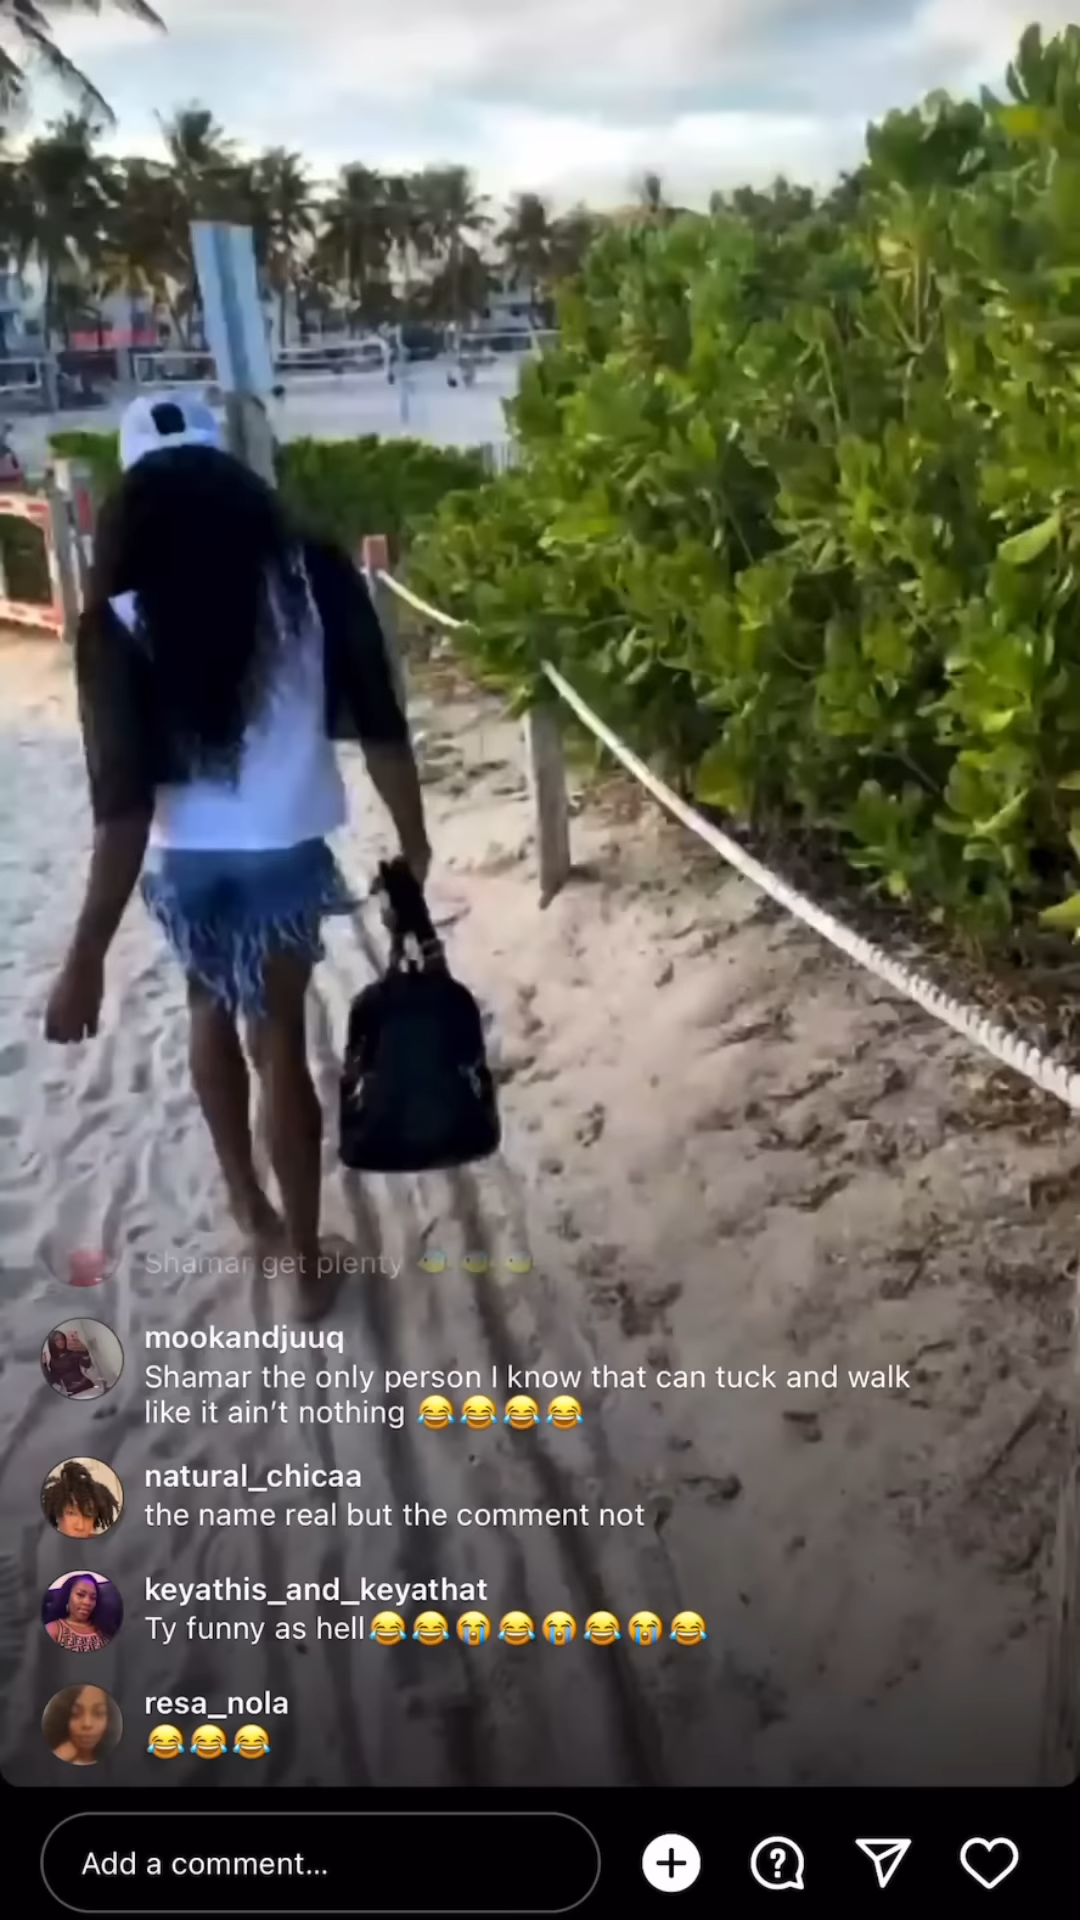 Shamar get plenty 🤢 🤢 🤢
mookandjuuq
Shamar the only person I know that can tuck and walk
like it ain't nothing 😂😂😂😂
natural_chicaa
the name real but the comment not
keyathis_and_keyathat
Ty funny as hell😂😂😭😂😭😂😭😂
resa_nola
😂😂😂
Add a comment...